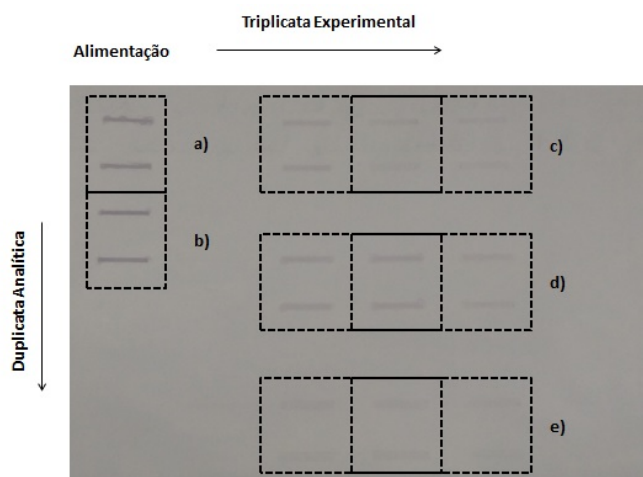 Triplicata Experimental
Alimentação
a)
c)
b)
d)
e)
Duplicata Analítica